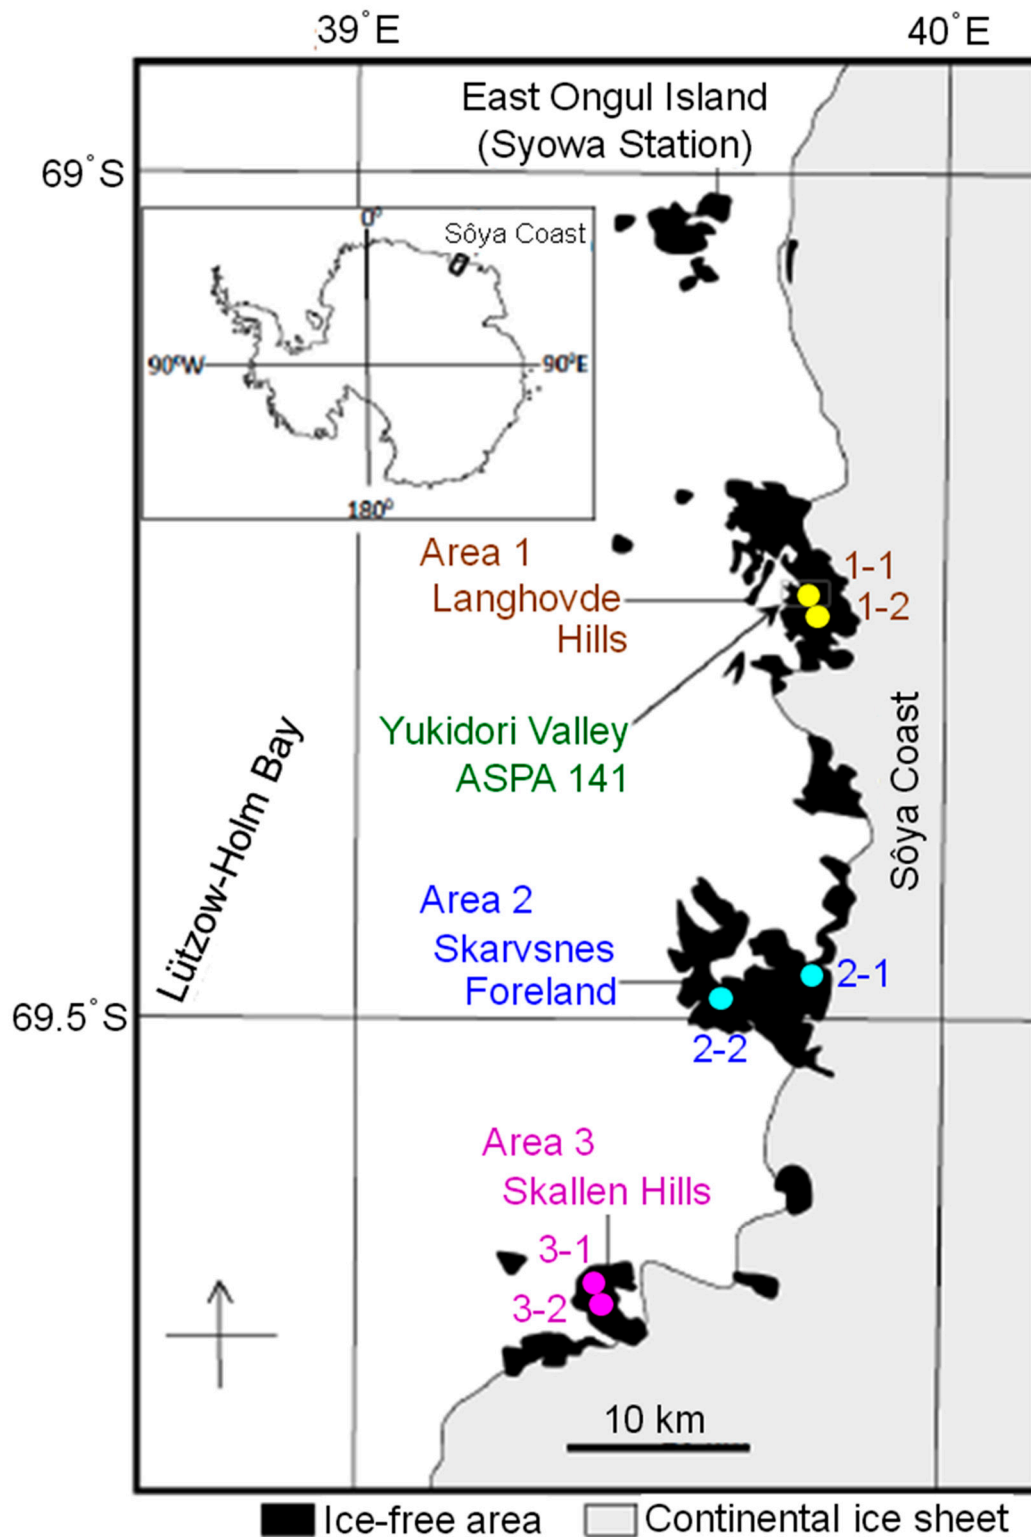 39°E
40°E
East Ongul Island
(Syowa Station)
69°S
0°
Sôya Coast
90°W
90°E
180°
Area 1
Langhovde
Hills
1-1
1-2
Yukidori Valley
ASPA 141
Sôya Coast
Lützow-Holm Bay
Area 2
Skarvsnes
Foreland
2-1
69.5°S
2-2
Area 3
Skallen Hills
3-1
3-2
10 km
Ice-free area
Continental ice sheet